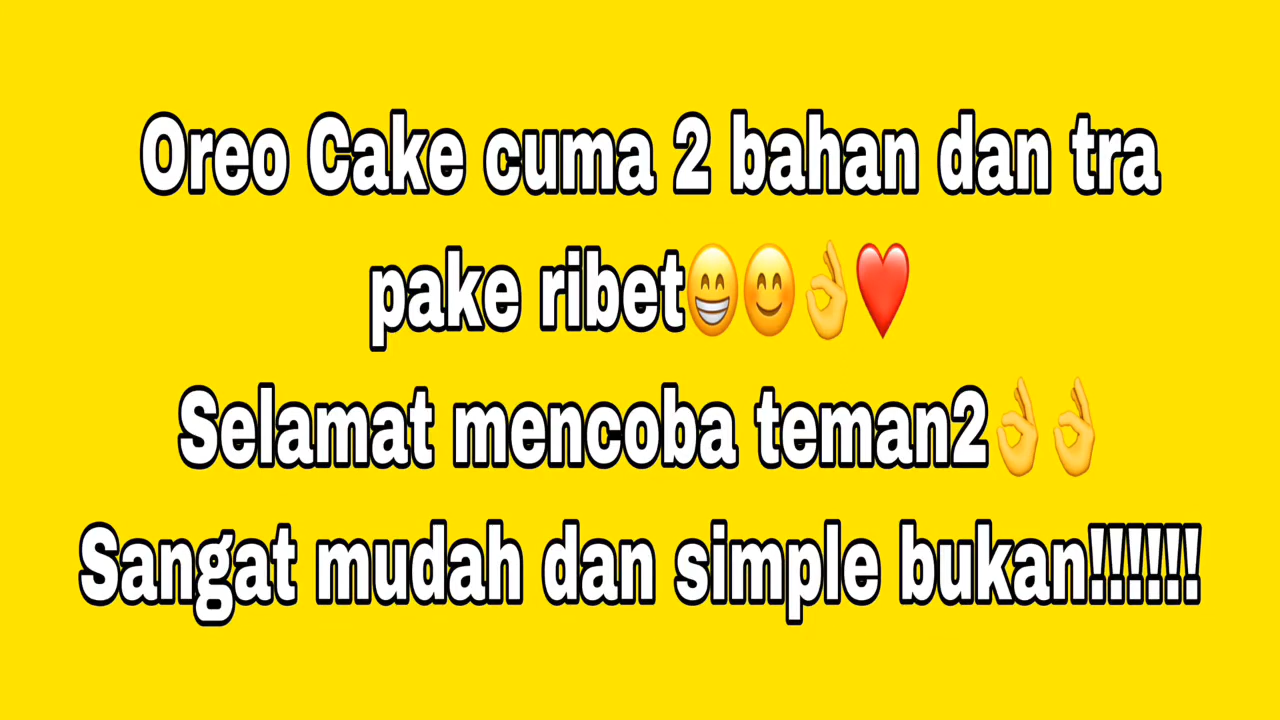 Oreo Cake cuma 2 bahan dan tra
pake ribet😁😊👌❤️
Selamat mencoba teman2👌👌
Sangat mudah dan simple bukan!!!!!!